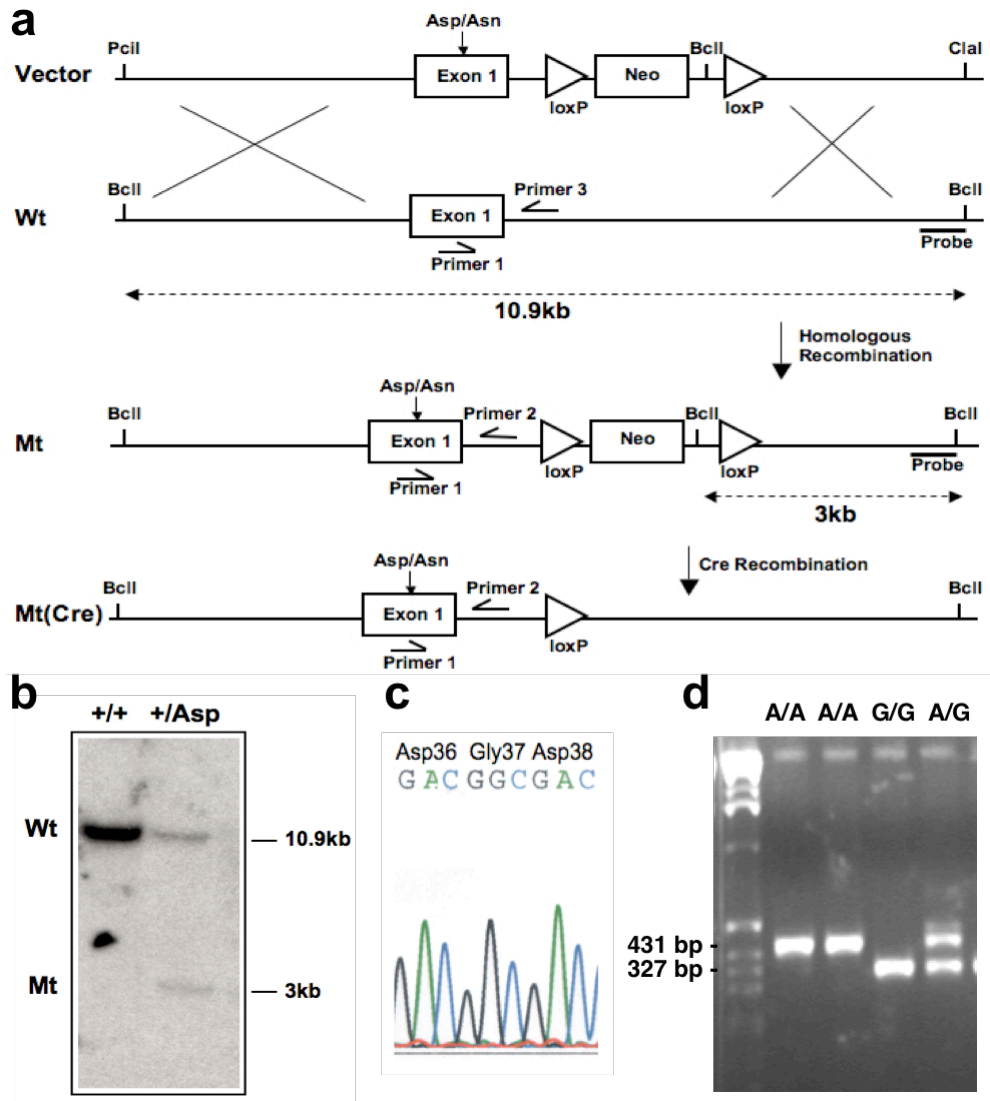 a
Asp/Asn
PciI BclI ClaI
Vector Exon 1 Neo
loxP loxP
BclI Primer 3 BclI
Wt Exon 1
Primer 1 Probe
10.9kb
Homologous
Recombination
Asp/Asn
BclI Primer 2 BclI BclI
Mt Exon 1 Neo
Primer 1 loxP loxP Probe
3kb
Asp/Asn Cre Recombination
BclI Primer 2 BclI
Mt(Cre) Exon 1
Primer 1 loxP
b
+/+ +/Asp
Wt
10.9kb
Mt
3kb
c
Asp36 Gly37 Asp38
GACGGCGAC
d
A/A A/A G/G A/G
431 bp -
327 bp -